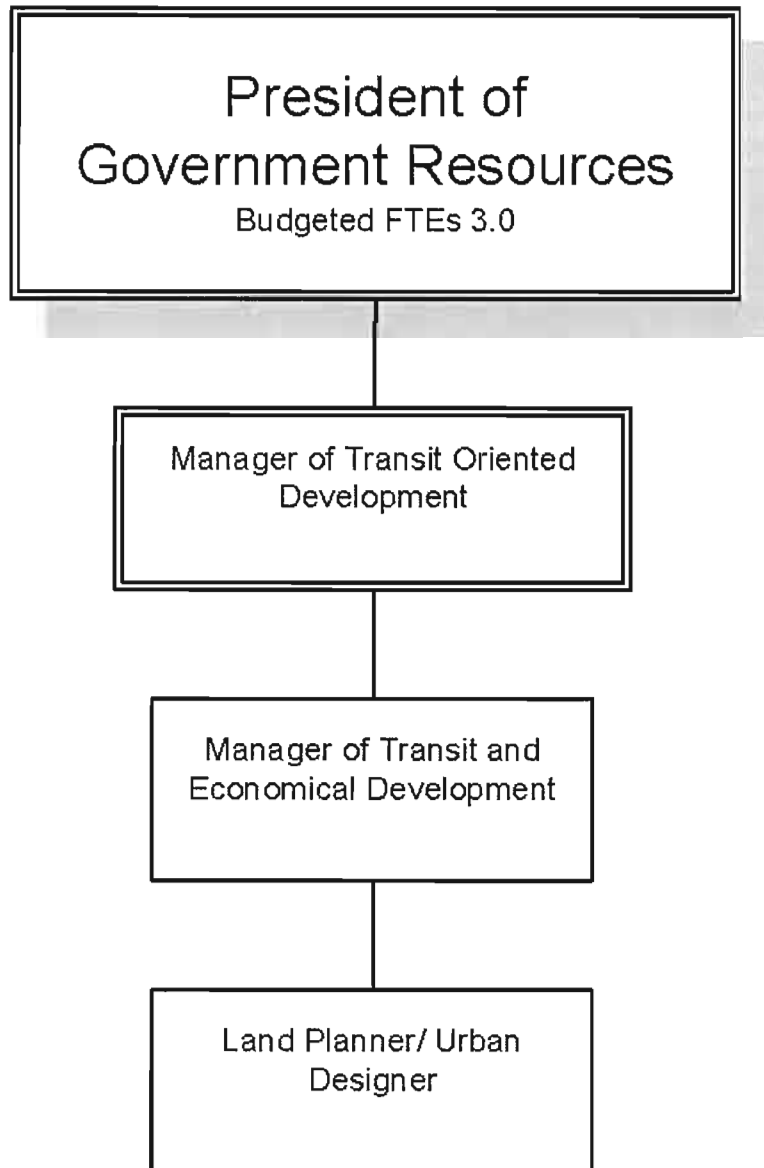 President of
Government Resources
Budgeted FTEs 3.0
Manager of Transit Oriented
Development
Manager of Transit and
Economical Development
Land Planner/ Urban
Designer